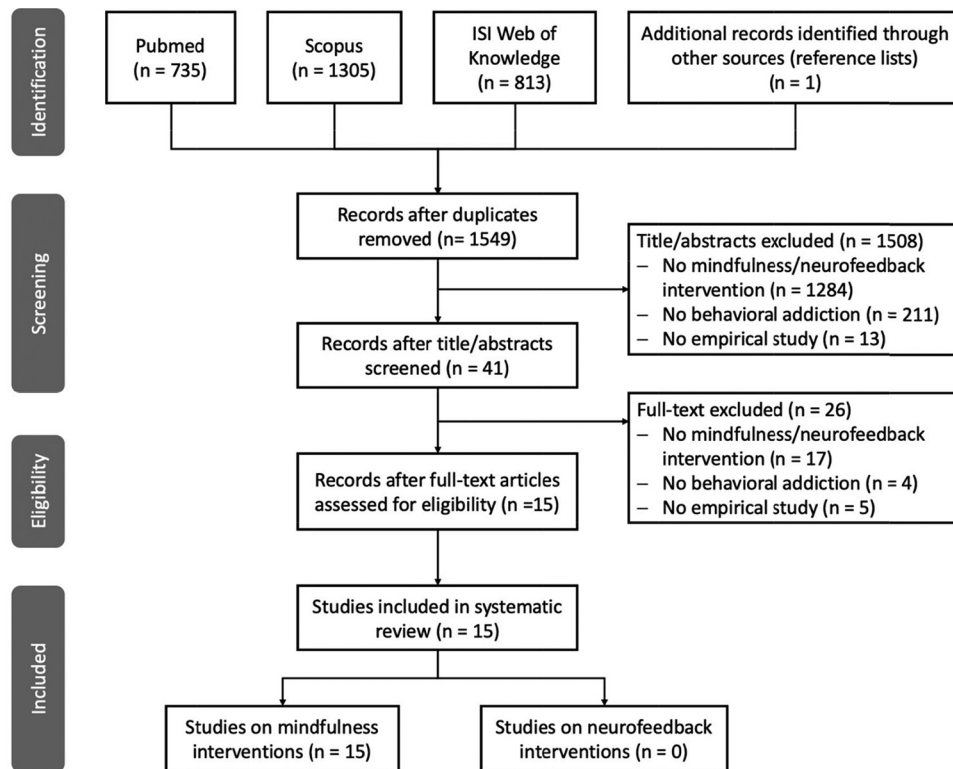 Identification
Pubmed
(n = 735)
Scopus
(n = 1305)
ISI Web of
Knowledge
(n = 813)
Additional records identified through
other sources (reference lists)
(n = 1)
Screening
Records after duplicates
removed (n= 1549)
Title/abstracts excluded (n = 1508)
– No mindfulness/neurofeedback
intervention (n = 1284)
– No behavioral addiction (n = 211)
– No empirical study (n = 13)
Records after title/abstracts
screened (n = 41)
Full-text excluded (n = 26)
– No mindfulness/neurofeedback
intervention (n = 17)
– No behavioral addiction (n = 4)
– No empirical study (n = 5)
Eligibility
Records after full-text articles
assessed for eligibility (n =15)
Included
Studies included in systematic
review (n = 15)
Studies on mindfulness
interventions (n = 15)
Studies on neurofeedback
interventions (n = 0)